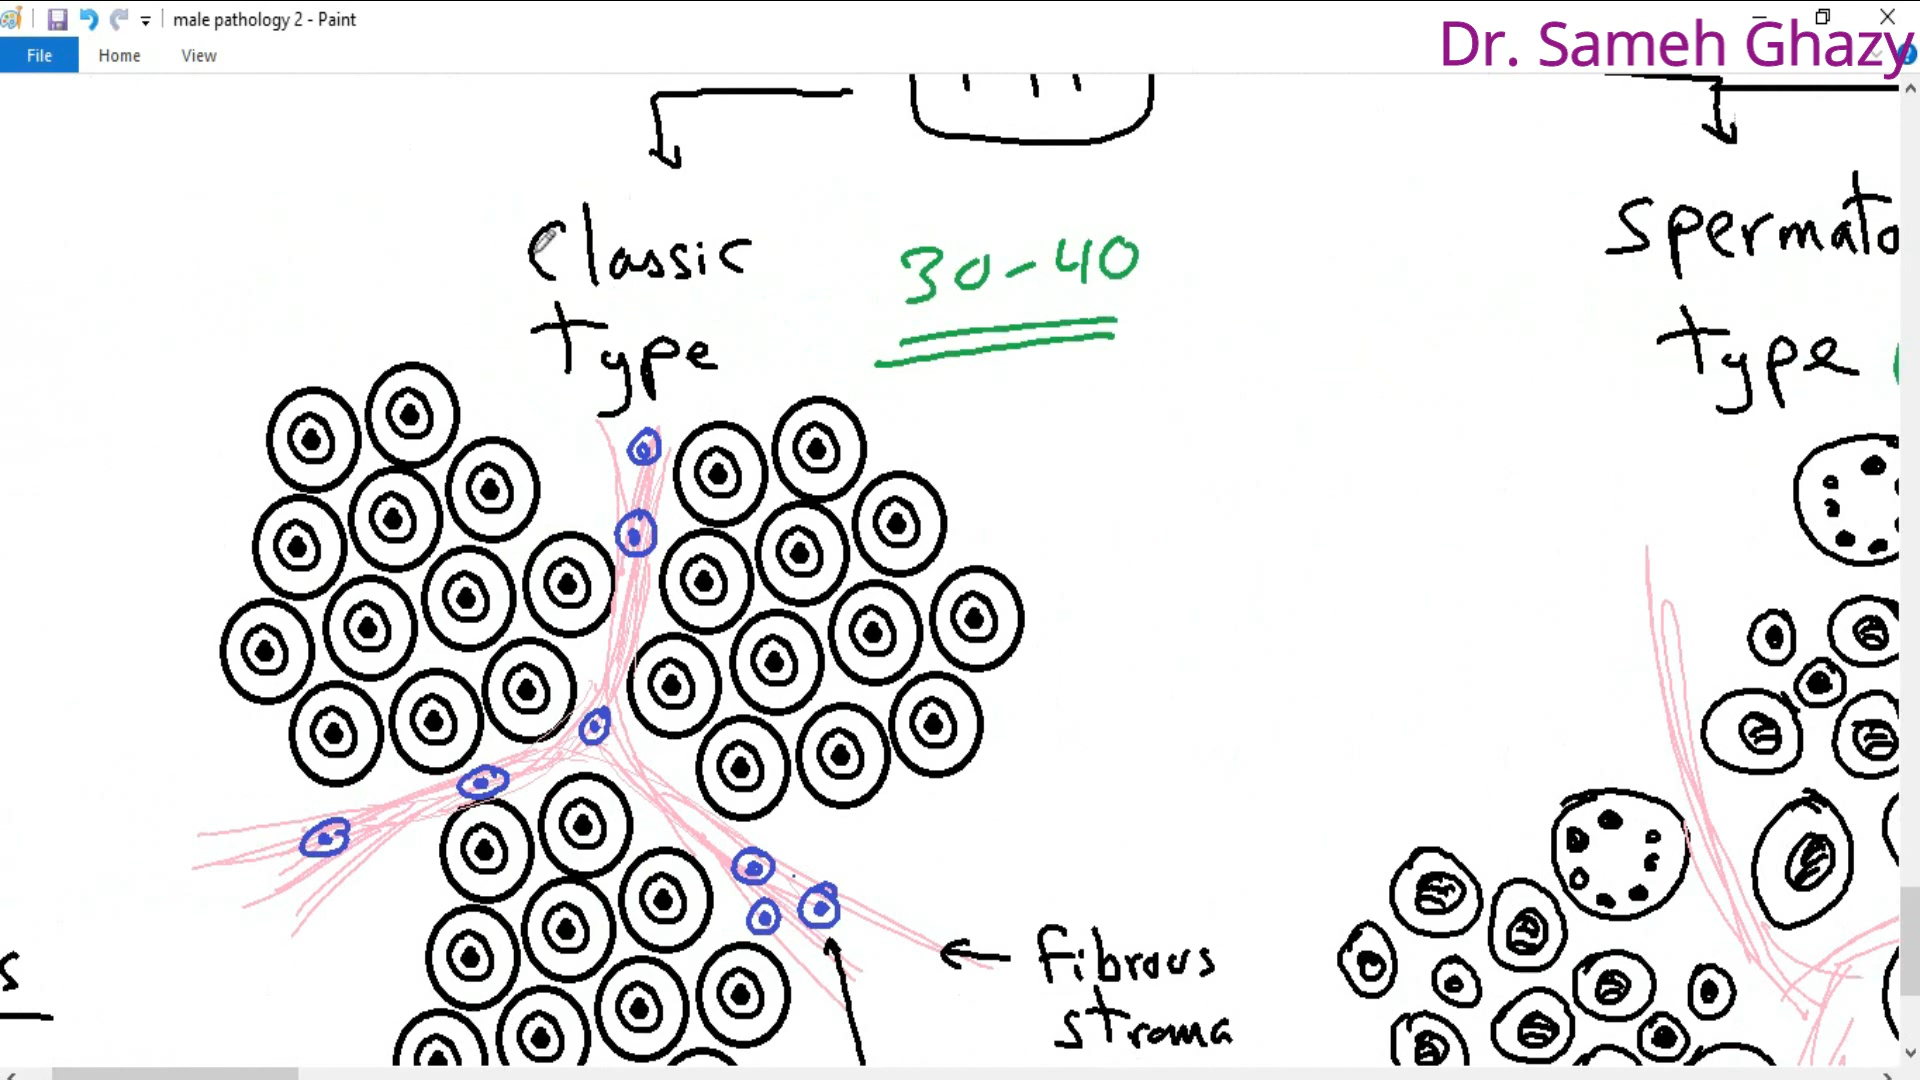 male pathology 2 - Paint
Dr. Sameh Ghazy
File
Home
View
Classic
type
30-40
Spermato
type
Fibrous
stroma
s